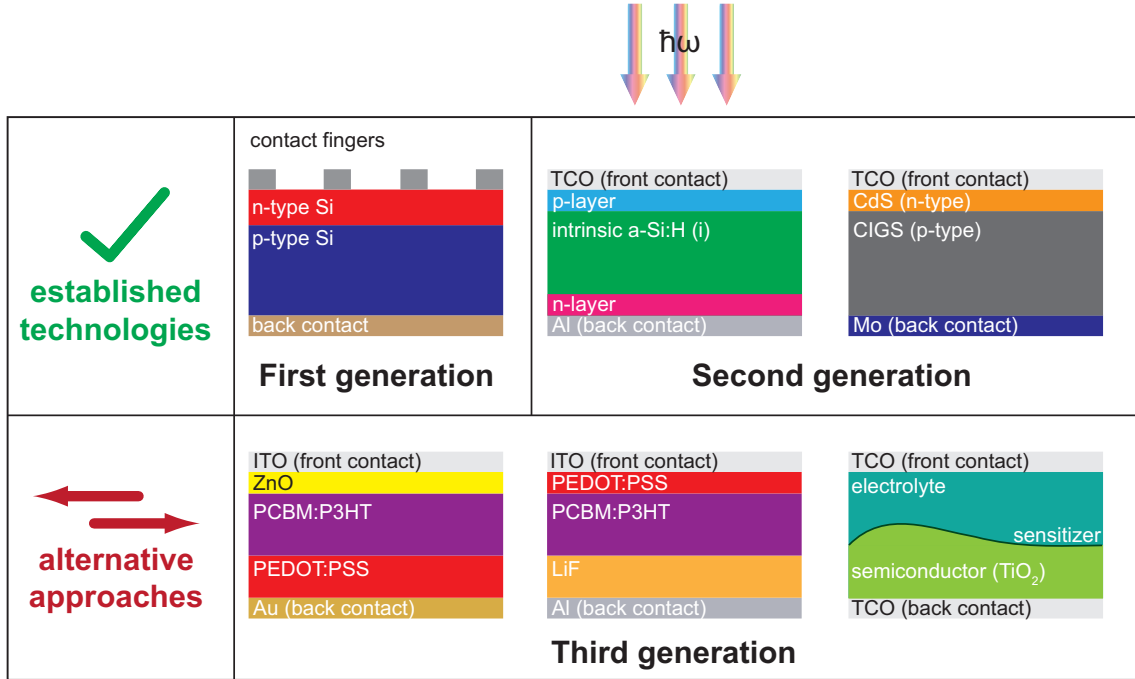 ħω
established
technologies
contact fingers
n-type Si
p-type Si
back contact
First generation
TCO (front contact)
p-layer
intrinsic a-Si:H (i)
n-layer
Al (back contact)
TCO (front contact)
CdS (n-type)
CIGS (p-type)
Mo (back contact)
Second generation
alternative
approaches
ITO (front contact)
ZnO
PCBM:P3HT
PEDOT:PSS
Au (back contact)
ITO (front contact)
PEDOT:PSS
PCBM:P3HT
LiF
Al (back contact)
TCO (front contact)
electrolyte
sensitizer
semiconductor (TiO₂)
TCO (back contact)
Third generation